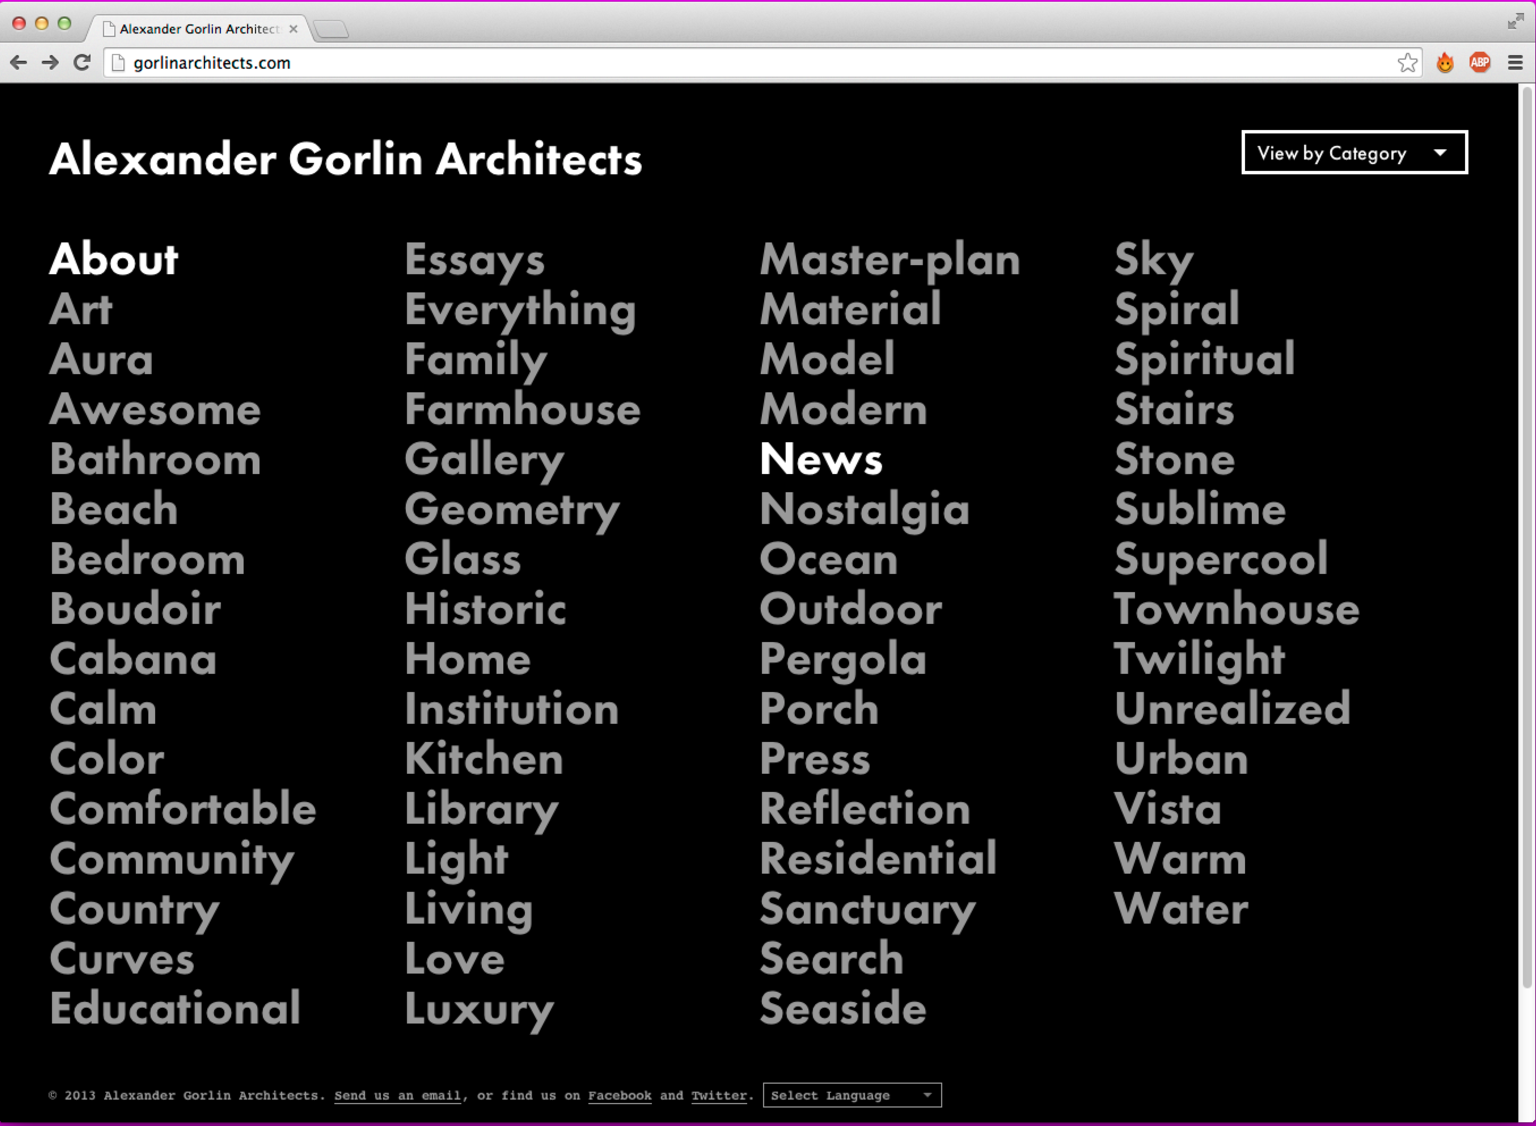 Alexander Gorlin Architect
gorlinarchitects.com
ABP
Alexander Gorlin Architects
View by Category
About
Art
Aura
Awesome
Bathroom
Beach
Bedroom
Boudoir
Cabana
Calm
Color
Comfortable
Community
Country
Curves
Educational
Essays
Everything
Family
Farmhouse
Gallery
Geometry
Glass
Historic
Home
Institution
Kitchen
Library
Light
Living
Love
Luxury
Master-plan
Material
Model
Modern
News
Nostalgia
Ocean
Outdoor
Pergola
Porch
Press
Reflection
Residential
Sanctuary
Search
Seaside
Sky
Spiral
Spiritual
Stairs
Stone
Sublime
Supercool
Townhouse
Twilight
Unrealized
Urban
Vista
Warm
Water
© 2013 Alexander Gorlin Architects. Send us an email, or find us on Facebook and Twitter. Select Language